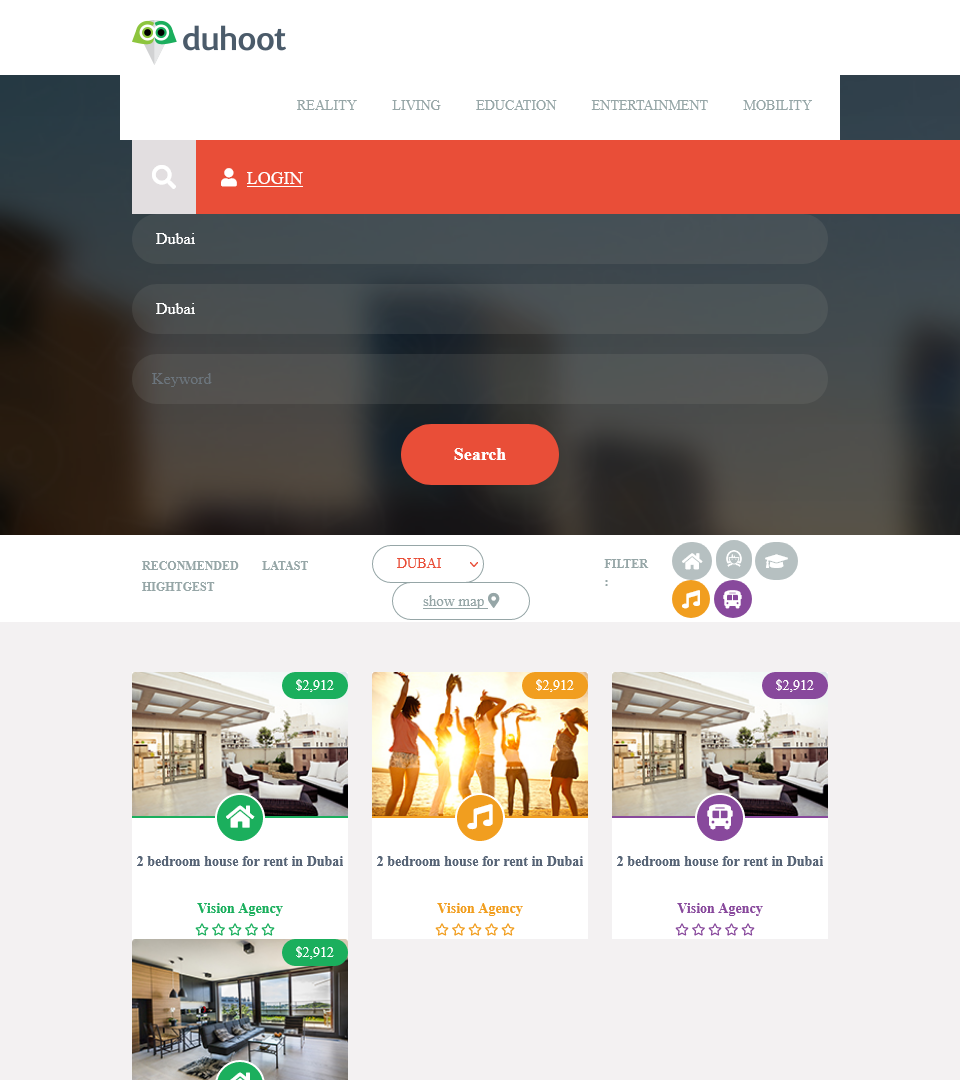 duhoot
REALITY LIVING EDUCATION ENTERTAINMENT MOBILITY
LOGIN
Dubai
Dubai
Keyword
Search
RECONMENDED LATAST
HIGHTGEST
DUBAI
show map
FILTER
:
$2,912 $2,912 $2,912
2 bedroom house for rent in Dubai 2 bedroom house for rent in Dubai 2 bedroom house for rent in Dubai
Vision Agency Vision Agency Vision Agency
$2,912